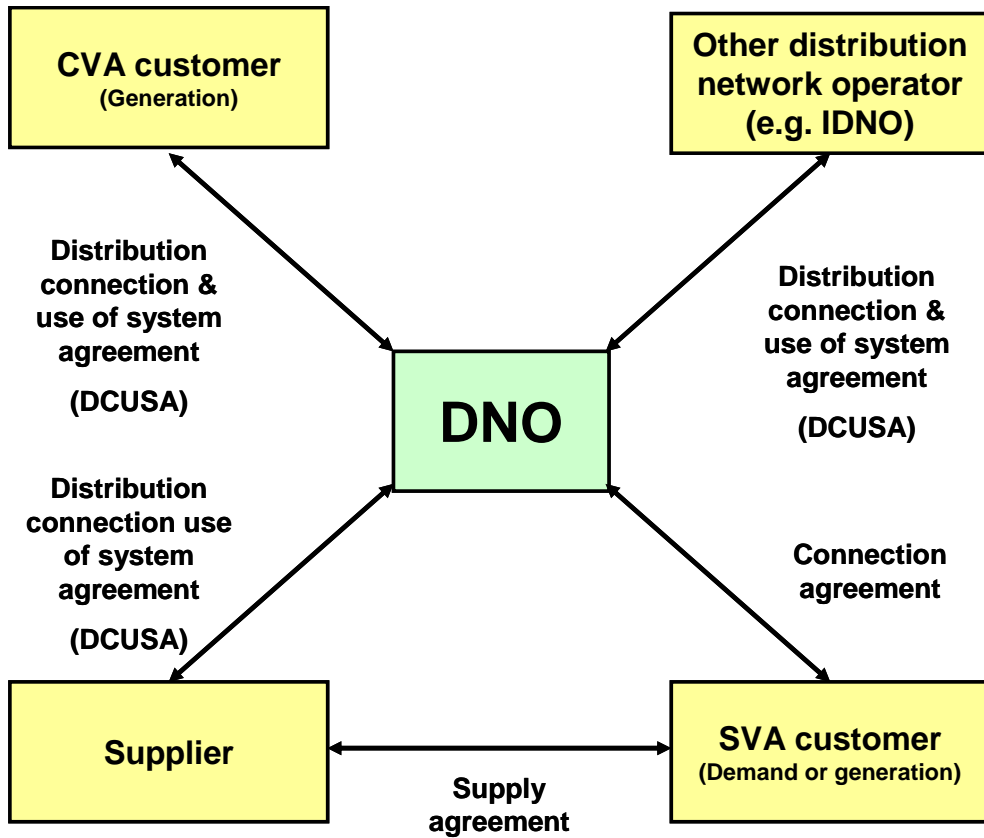 CVA customer
(Generation)
Other distribution
network operator
(e.g. IDNO)
Distribution
connection &
use of system
agreement
(DCUSA)
Distribution
connection &
use of system
agreement
(DCUSA)
DNO
Distribution
connection use
of system
agreement
(DCUSA)
Connection
agreement
Supplier
SVA customer
(Demand or generation)
Supply
agreement